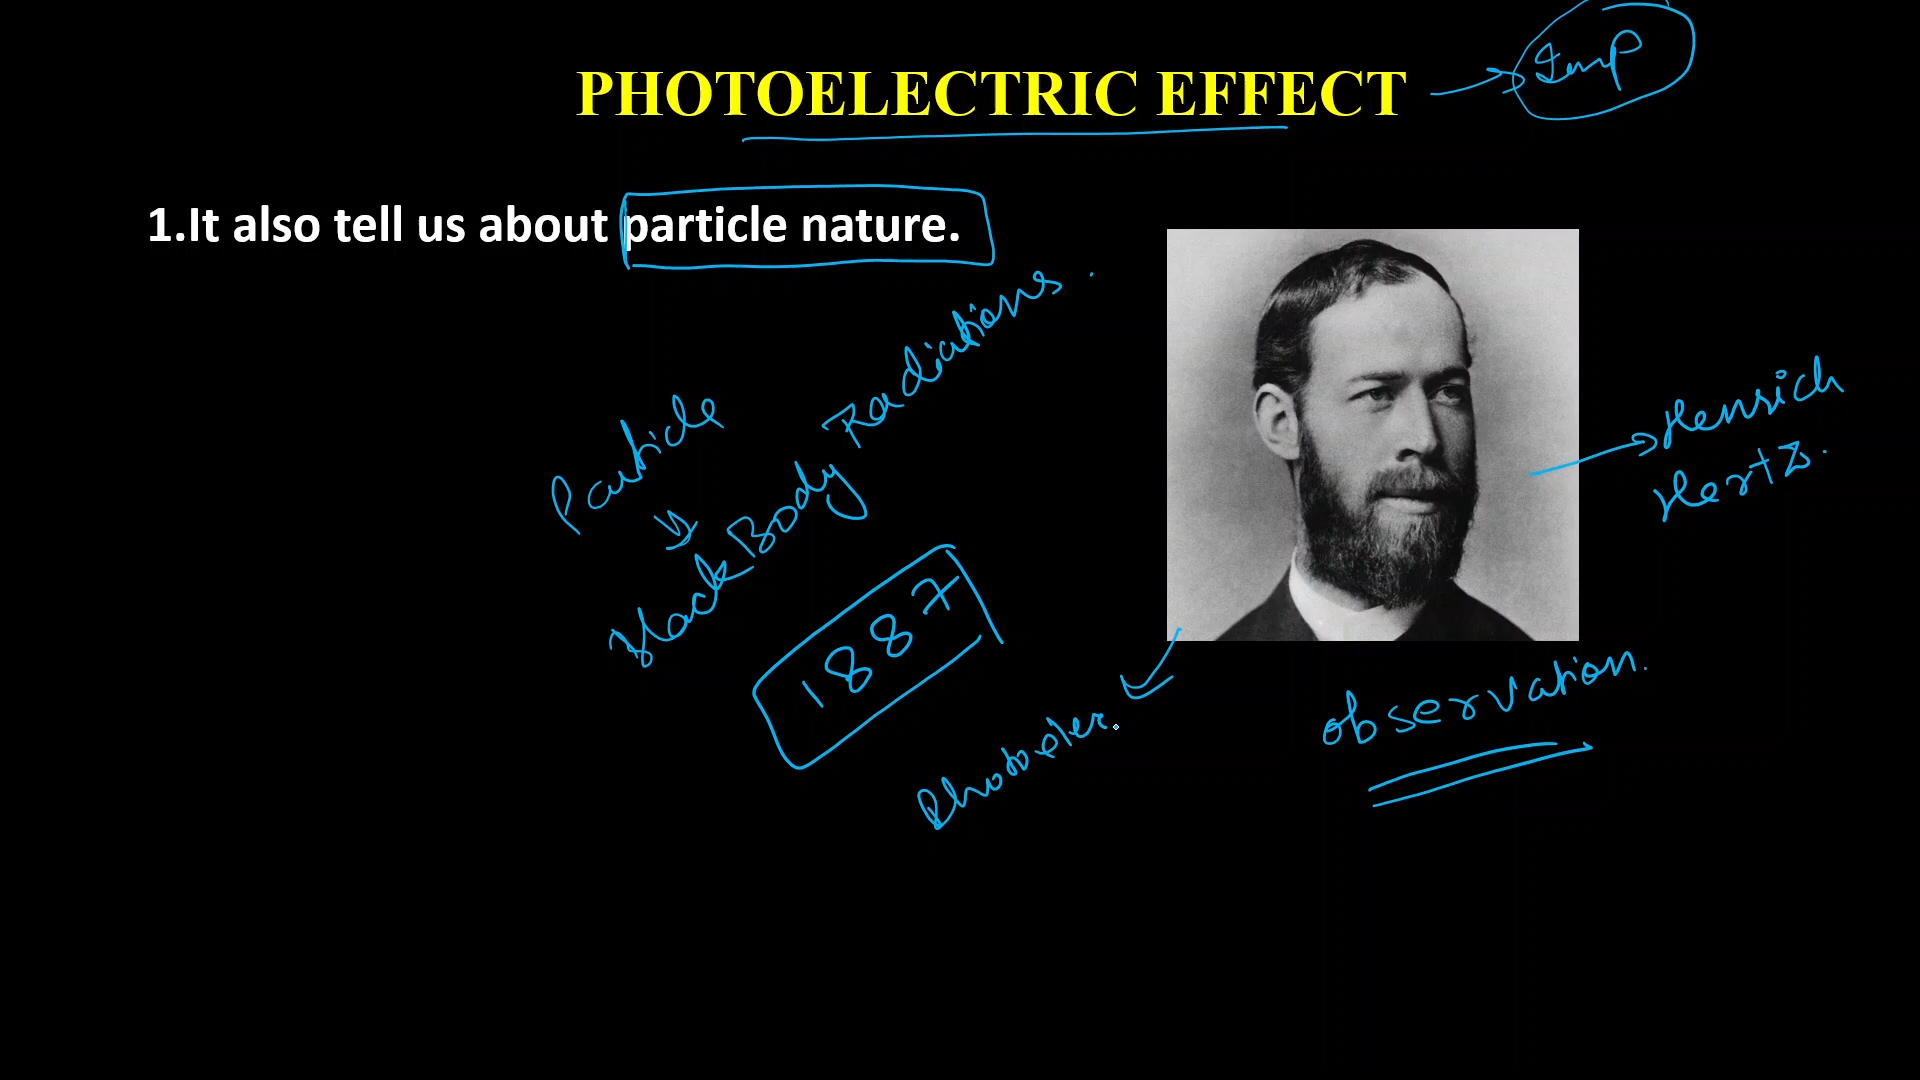 PHOTOELECTRIC EFFECT
Imp
1.It also tell us about particle nature.
Particle
Black Body Radiations.
1887
Henrich
Hertz.
observation.
Photoelec.